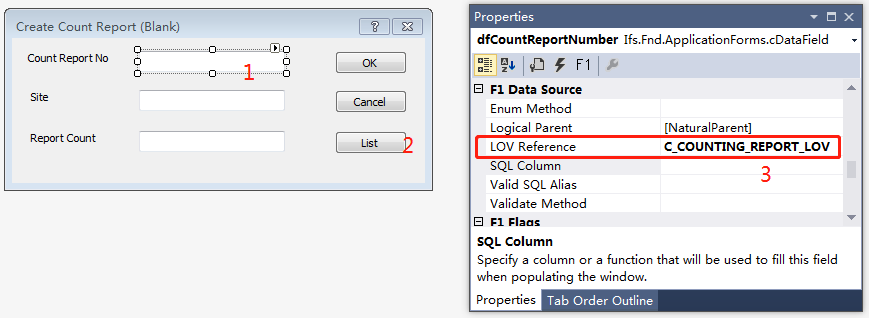 Create Count Report (Blank)
Count Report No
1
OK
Site
Cancel
Report Count
List
2
Properties
dfCountReportNumber Ifs.Fnd.ApplicationForms.cDataField
F1
F1 Data Source
Enum Method
Logical Parent [NaturalParent]
LOV Reference C_COUNTING_REPORT_LOV
SQL Column
3
Valid SQL Alias
Validate Method
F1 Flags
SQL Column
Specify a column or a function that will be used to fill this field
when populating the window.
Properties Tab Order Outline